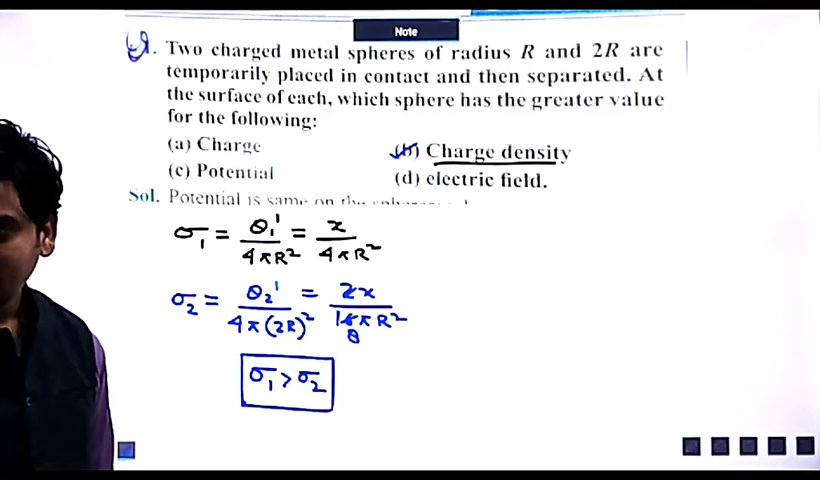 Note
Q. Two charged metal spheres of radius R and 2R are
temporarily placed in contact and then separated. At
the surface of each, which sphere has the greater value
for the following:
(a) Charge
(b) Charge density
(c) Potential
(d) electric field.
Sol. Potential is same on the spheres
σ₁ = Q₁' / 4πR² = x / 4πR²
σ₂ = Q₂' / 4π(2R)² = 2x / 16πR²
8
σ₁ > σ₂